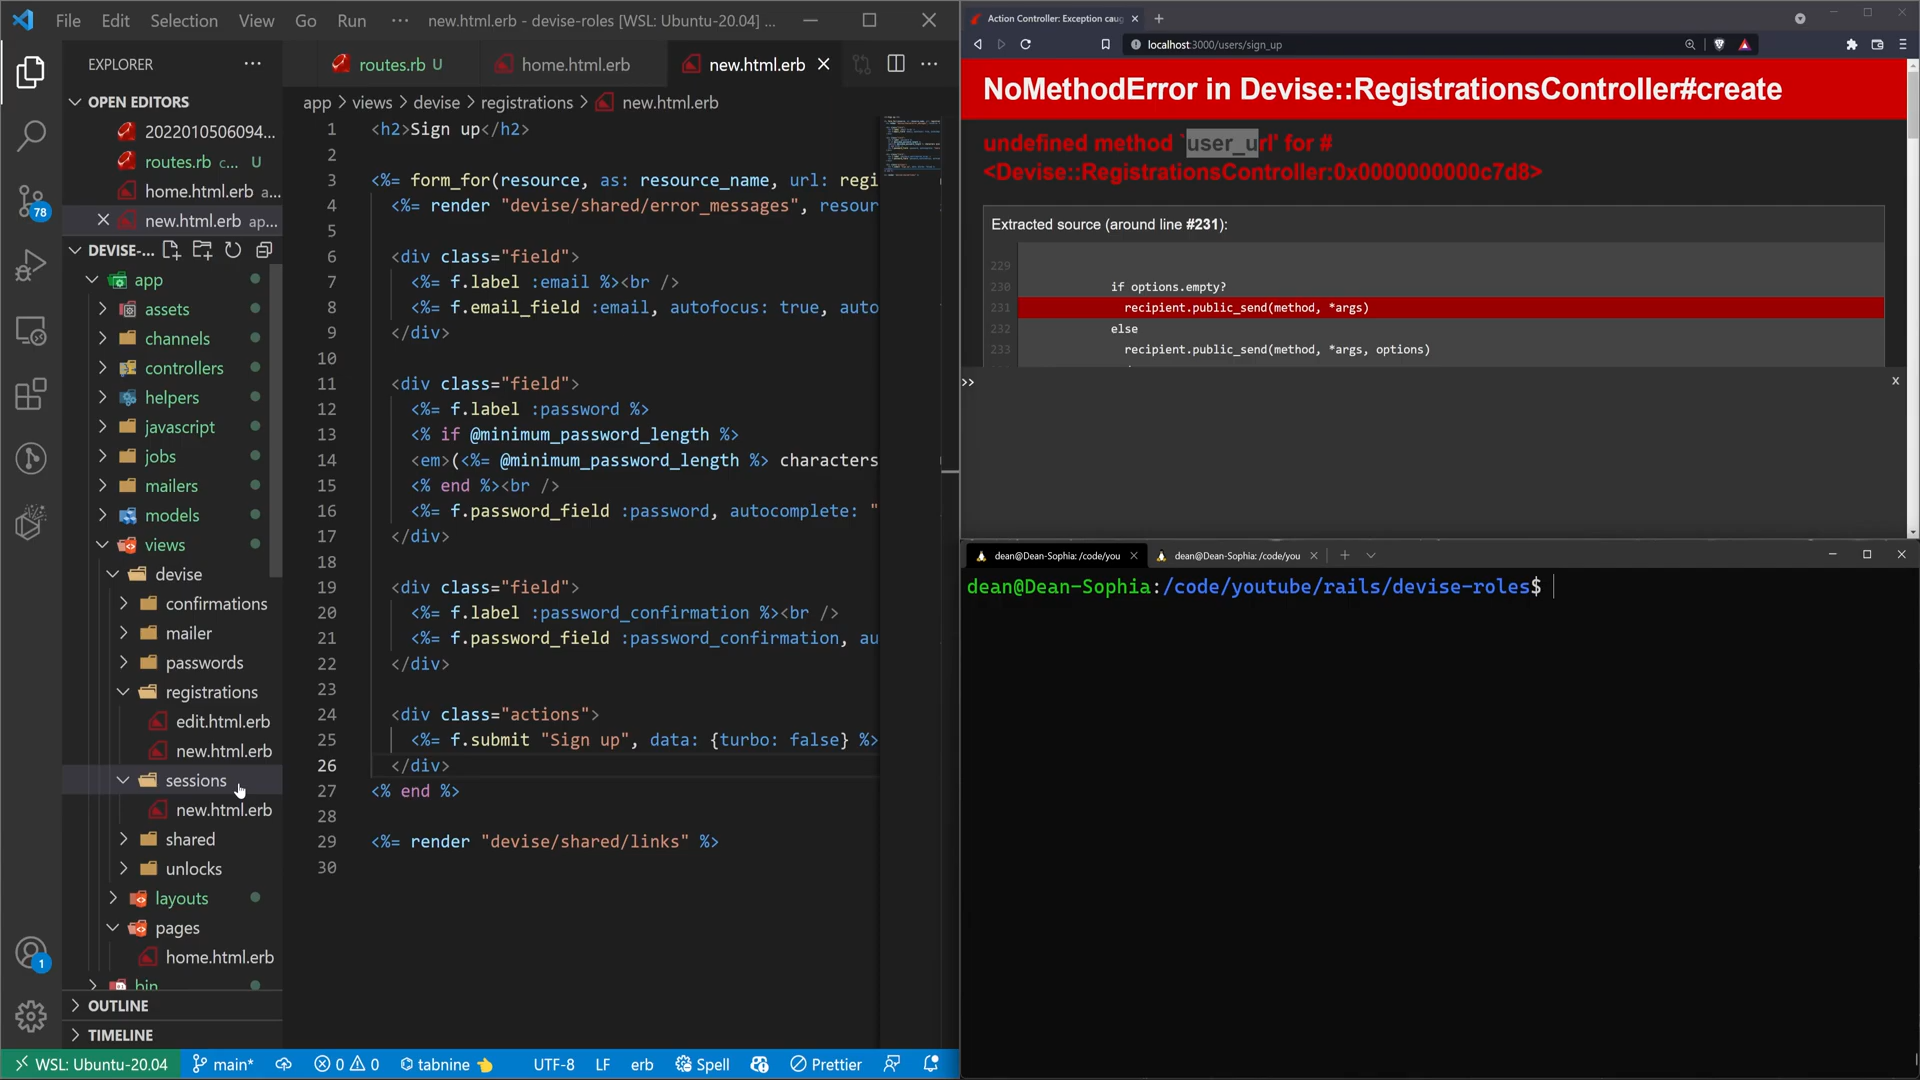 File Edit Selection View Go Run ··· new.html.erb - devise-roles [WSL: Ubuntu-20.04] ...
EXPLORER
OPEN EDITORS
2022010506094...
routes.rb c... U
home.html.erb a...
new.html.erb ap...
DEVISE-...
app
assets
channels
controllers
helpers
javascript
jobs
mailers
models
views
devise
confirmations
mailer
passwords
registrations
edit.html.erb
new.html.erb
sessions
new.html.erb
shared
unlocks
layouts
pages
home.html.erb
bin
OUTLINE
TIMELINE
78
1
routes.rb U
home.html.erb
new.html.erb
app > views > devise > registrations > new.html.erb
1 <h2>Sign up</h2>
2
3 <%= form_for(resource, as: resource_name, url: regi
4 <%= render "devise/shared/error_messages", resour
5
6 <div class="field">
7 <%= f.label :email %><br />
8 <%= f.email_field :email, autofocus: true, auto
9 </div>
10
11 <div class="field">
12 <%= f.label :password %>
13 <% if @minimum_password_length %>
14 <em>(<%= @minimum_password_length %> characters
15 <% end %><br />
16 <%= f.password_field :password, autocomplete: "
17 </div>
18
19 <div class="field">
20 <%= f.label :password_confirmation %><br />
21 <%= f.password_field :password_confirmation, au
22 </div>
23
24 <div class="actions">
25 <%= f.submit "Sign up", data: {turbo: false} %>
26 </div>
27 <% end %>
28
29 <%= render "devise/shared/links" %>
30
WSL: Ubuntu-20.04 main* 0 0 tabnine UTF-8 LF erb Spell Prettier
Action Controller: Exception caug
localhost:3000/users/sign_up
NoMethodError in Devise::RegistrationsController#create
undefined method `user_url' for #
<Devise::RegistrationsController:0x0000000000c7d8>
Extracted source (around line #231):
229
230 if options.empty?
231 recipient.public_send(method, *args)
232 else
233 recipient.public_send(method, *args, options)
>> x
dean@Dean-Sophia: /code/you
dean@Dean-Sophia: /code/you
dean@Dean-Sophia:/code/youtube/rails/devise-roles$